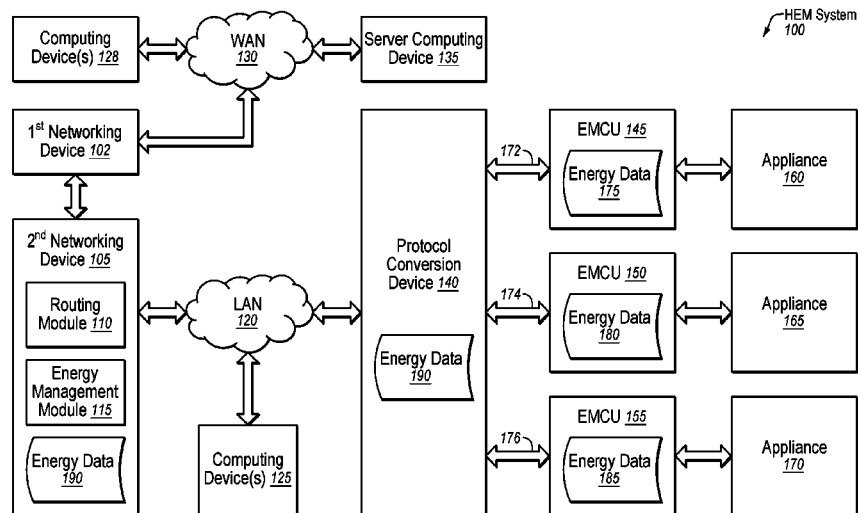 HEM System
100
Computing
Device(s) 128
WAN
130
Server Computing
Device 135
1st Networking
Device 102
2nd Networking
Device 105
Routing
Module 110
Energy
Management
Module 115
Energy Data
190
LAN
120
Computing
Device(s) 125
Protocol
Conversion
Device 140
Energy Data
190
172
EMCU 145
Energy Data
175
Appliance
160
174
EMCU 150
Energy Data
180
Appliance
165
176
EMCU 155
Energy Data
185
Appliance
170